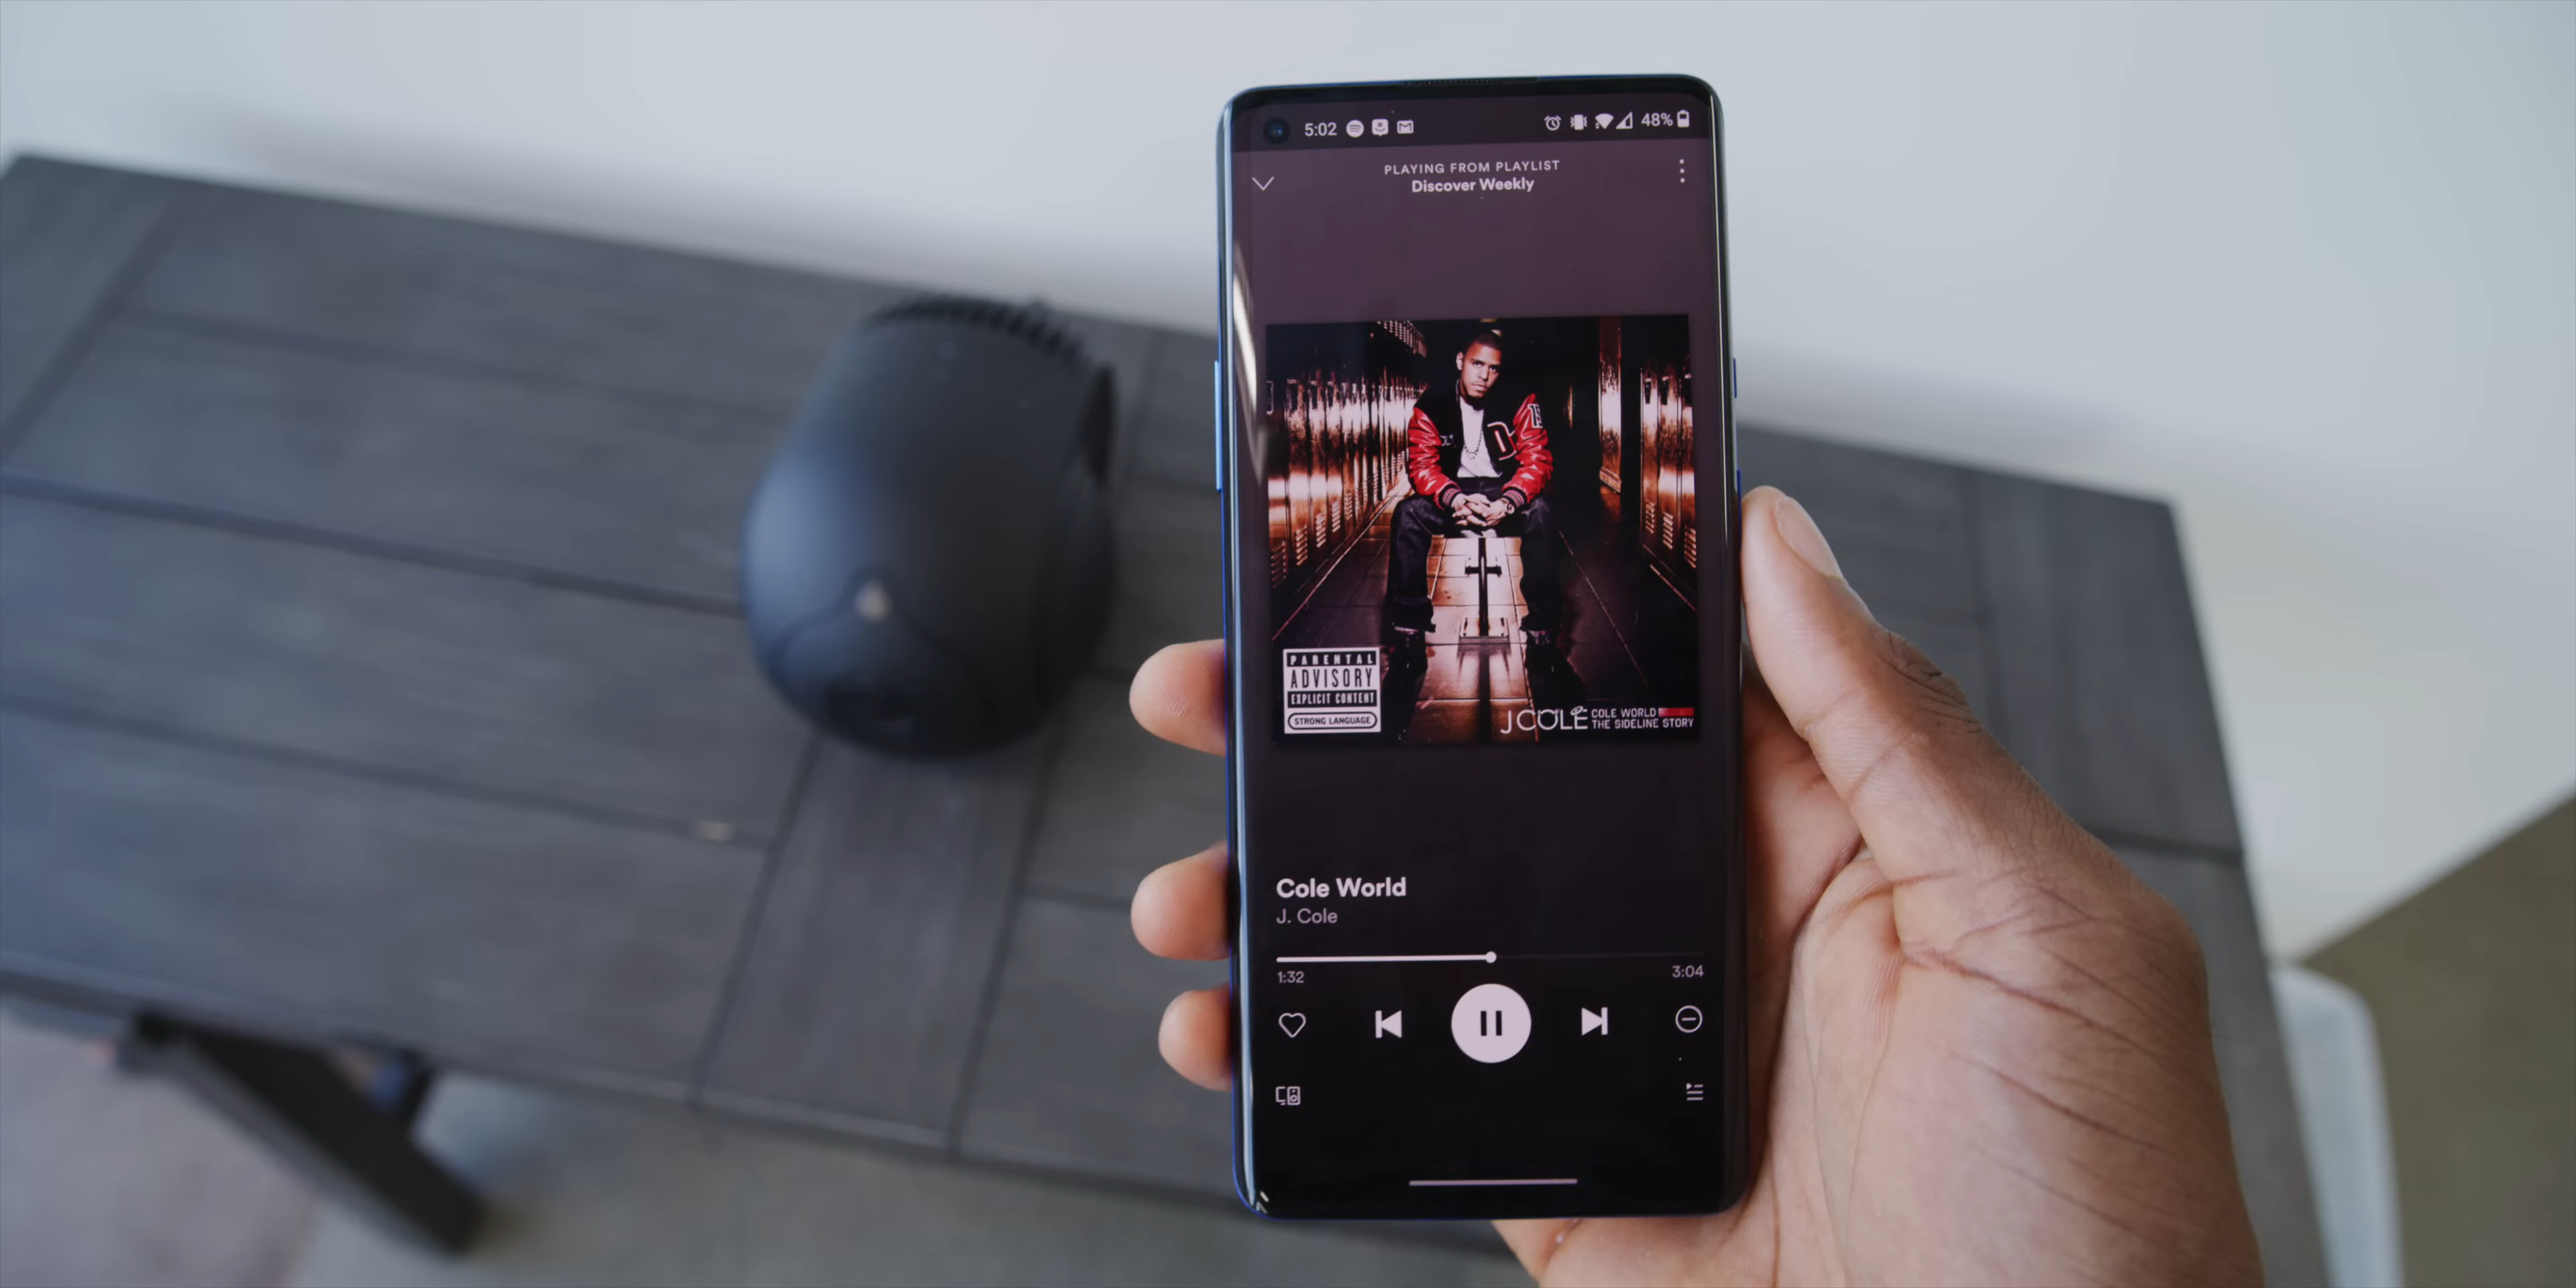 5:02
48%
PLAYING FROM PLAYLIST
Discover Weekly
D
15
PARENTAL
ADVISORY
EXPLICIT CONTENT
STRONG LANGUAGE
J COLE
COLE WORLD
THE SIDELINE STORY
Cole World
J. Cole
1:32
3:04